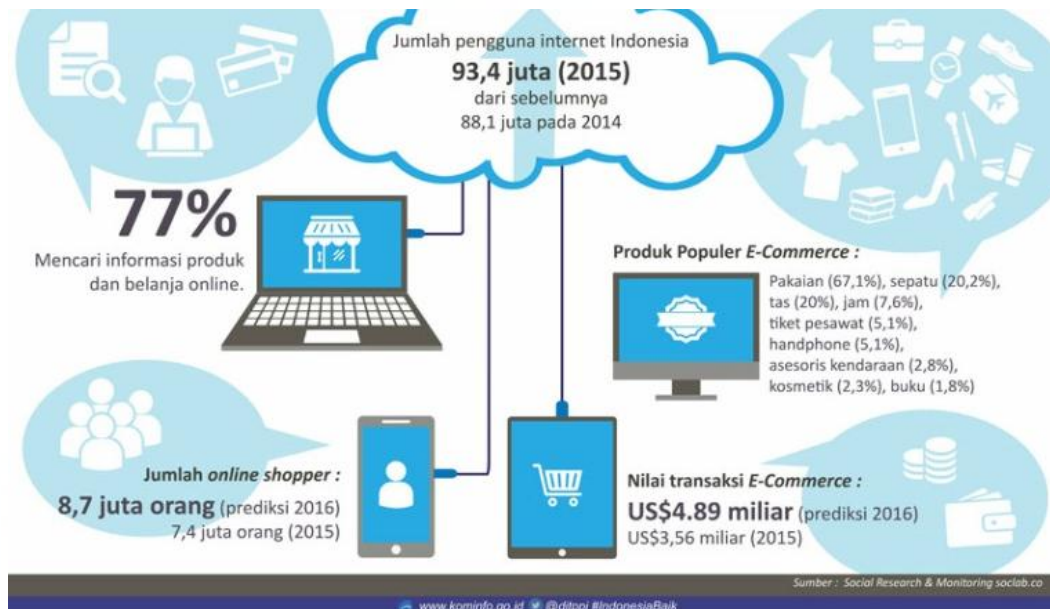 Jumlah pengguna internet Indonesia
93,4 juta (2015)
dari sebelumnya
88,1 juta pada 2014
77%
Mencari informasi produk
dan belanja online.
Produk Populer E-Commerce :
Pakaian (67,1%), sepatu (20,2%),
tas (20%), jam (7,6%),
tiket pesawat (5,1%),
handphone (5,1%),
asesoris kendaraan (2,8%),
kosmetik (2,3%), buku (1,8%)
Jumlah online shopper :
8,7 juta orang (prediksi 2016)
7,4 juta orang (2015)
Nilai transaksi E-Commerce :
US$4.89 miliar (prediksi 2016)
US$3,56 miliar (2015)
Sumber : Social Research & Monitoring soclab.co
www.kominfo.go.id @ditppi #IndonesiaBaik